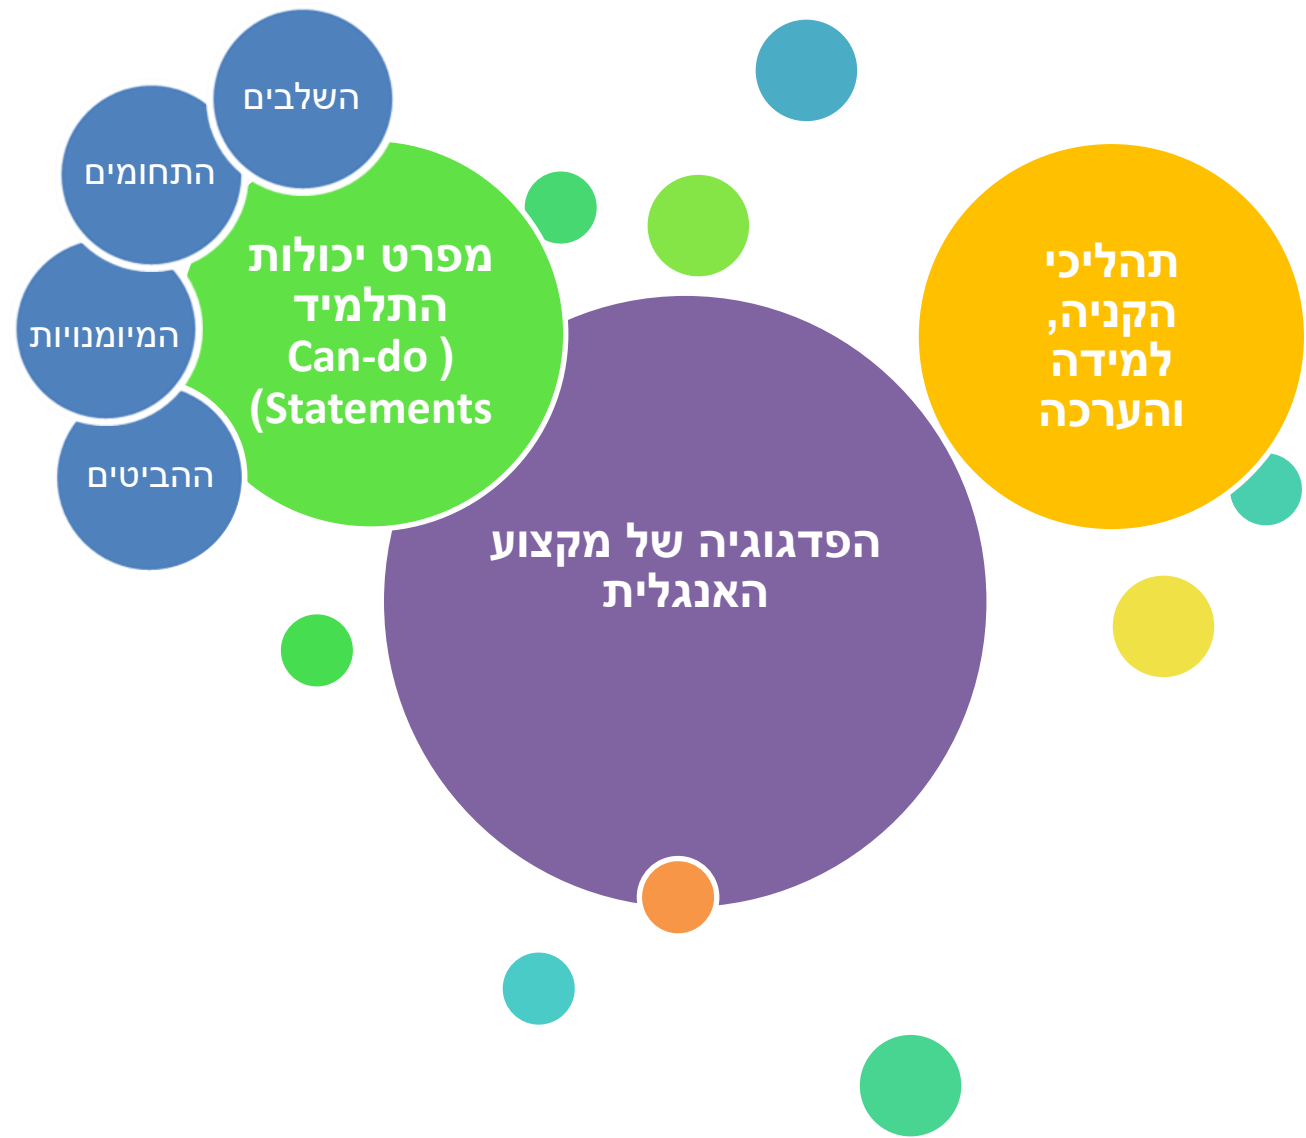 השלבים
התחומים
המיומנויות
ההביטים
מפרט יכולות
התלמיד
Can-do )
(Statements
תהליכי
הקניה,
למידה
והערכה
הפדגוגיה של מקצוע
האנגלית